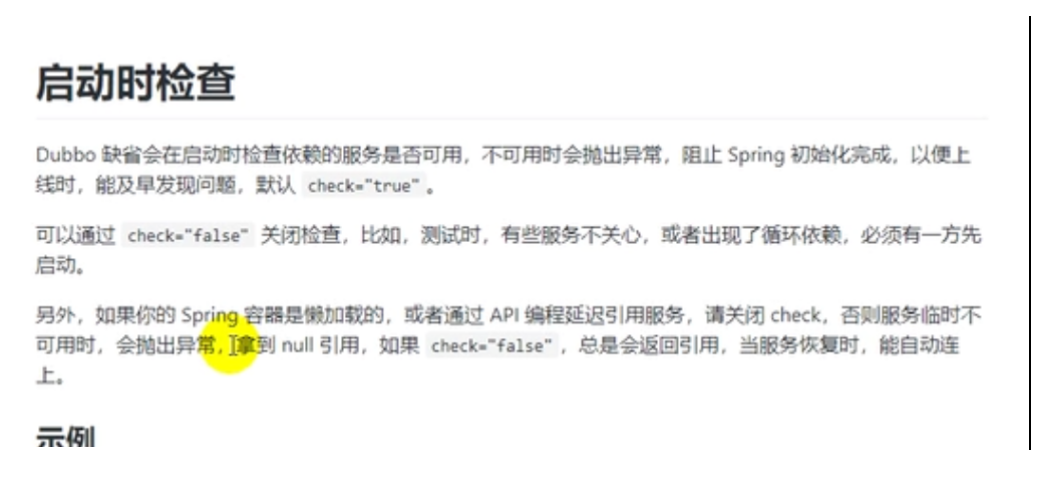 启动时检查
Dubbo 缺省会在启动时检查依赖的服务是否可用，不可用时会抛出异常，阻止 Spring 初始化完成，以便上
线时，能及早发现问题，默认 check="true" 。
可以通过 check="false" 关闭检查，比如，测试时，有些服务不关心，或者出现了循环依赖，必须有一方先
启动。
另外，如果你的 Spring 容器是懒加载的，或者通过 API 编程延迟引用服务，请关闭 check，否则服务临时不
可用时，会抛出异常，拿到 null 引用，如果 check="false" ，总是会返回引用，当服务恢复时，能自动连
上。
示例